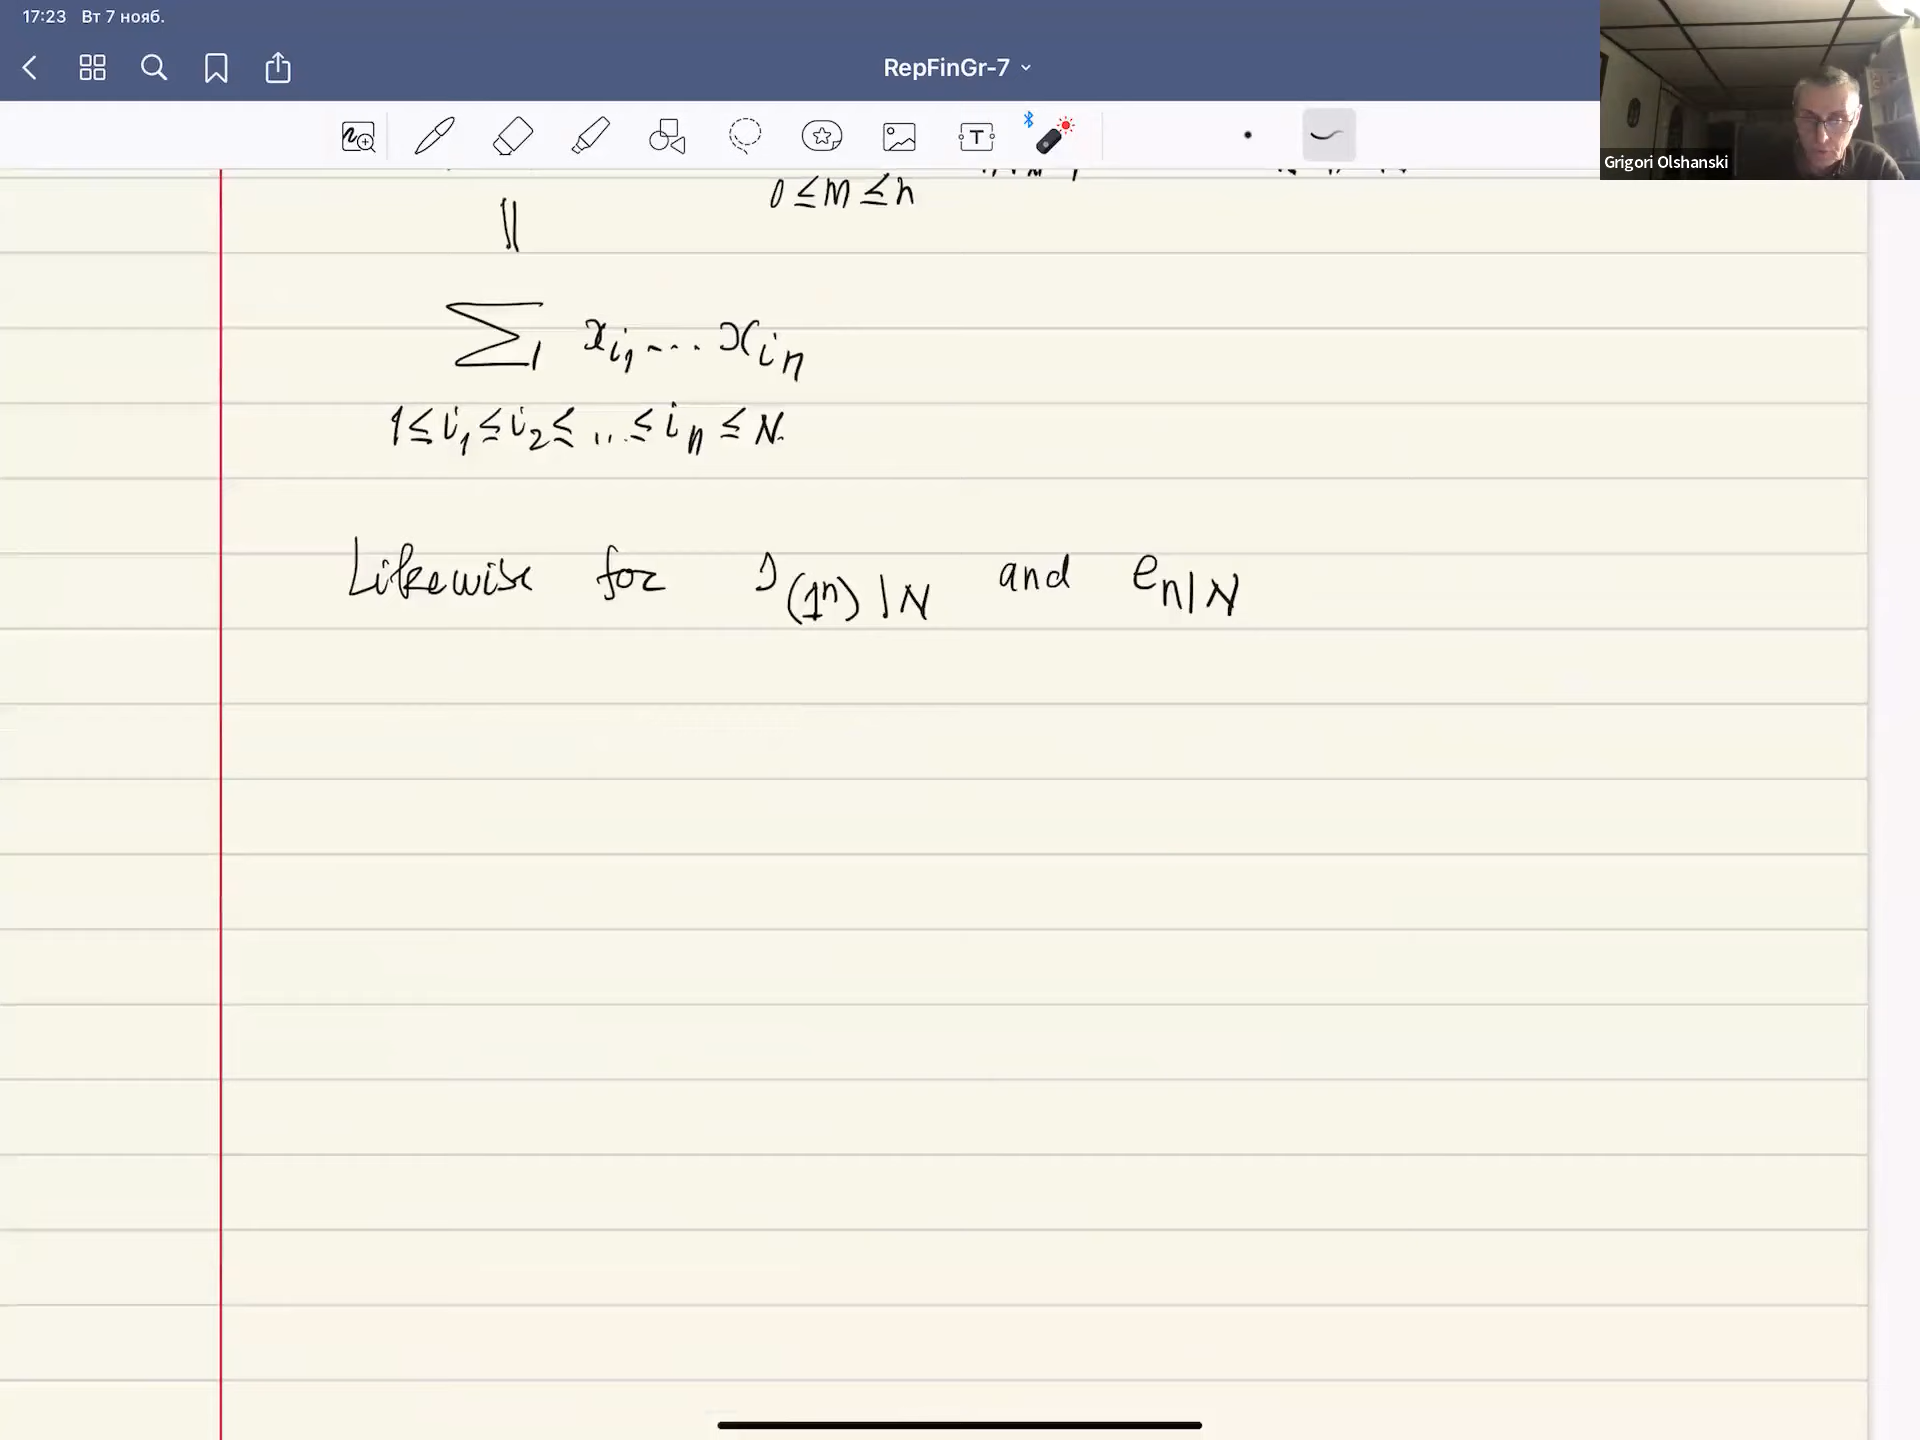 17:23 Вт 7 нояб.
RepFinGr-7
Grigori Olshanski
T
0 ≤ m ≤ n
||
∑ x_{i_1} ... x_{i_n}
1 ≤ i_1 ≤ i_2 ≤ ... ≤ i_n ≤ N.
Likewise for s_{(1^n)|N} and e_{n|N}